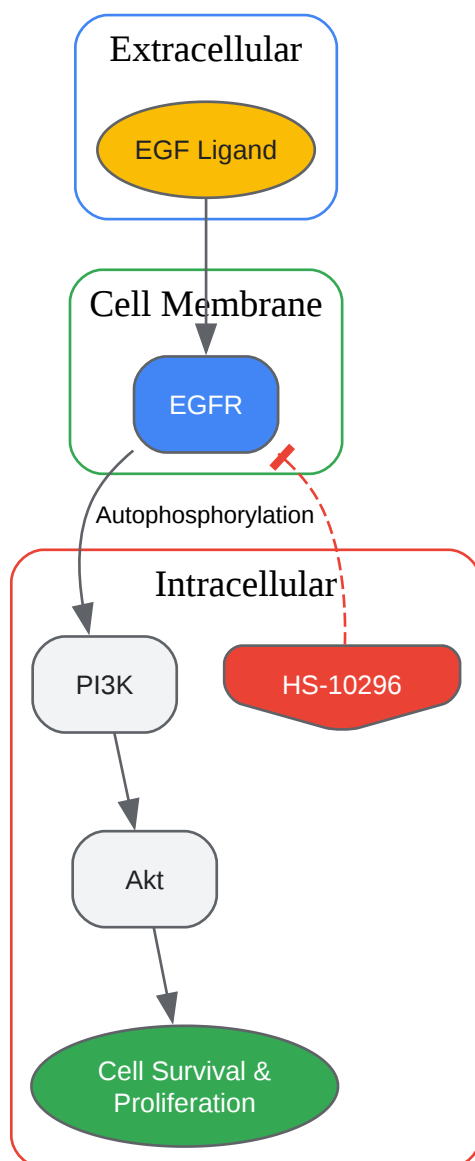 Extracellular
EGF Ligand
Cell Membrane
EGFR
Autophosphorylation
Intracellular
PI3K
HS-10296
Akt
Cell Survival &
Proliferation